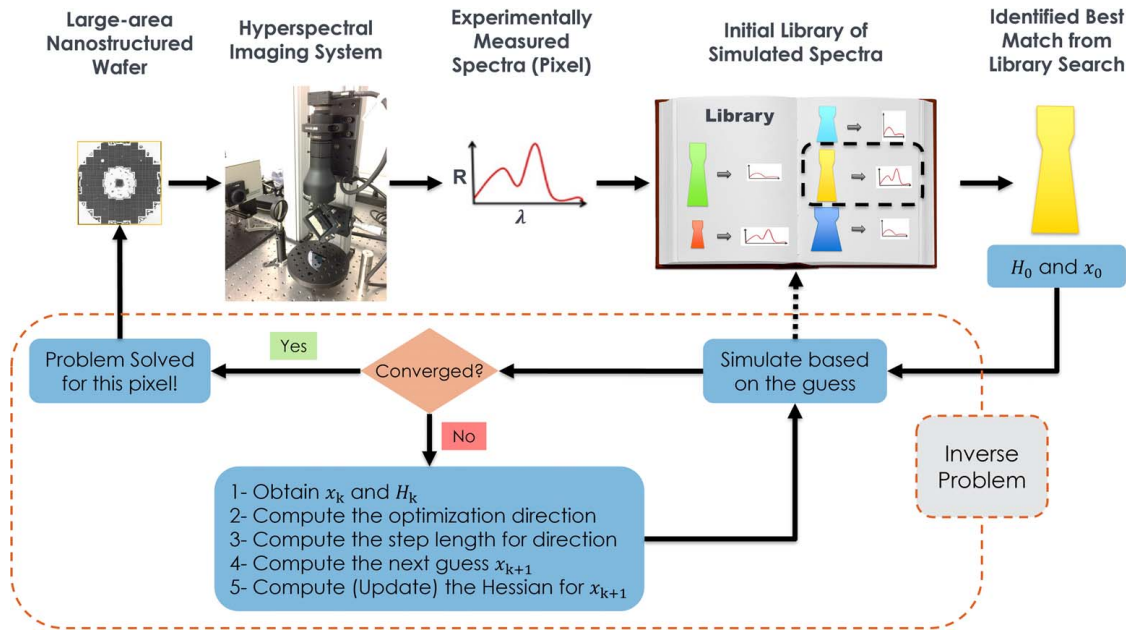 Large-area
Nanostructured
Wafer
Hyperspectral
Imaging System
Experimentally
Measured
Spectra (Pixel)
Initial Library of
Simulated Spectra
Identified Best
Match from
Library Search
R
λ
Library
H₀ and x₀
Problem Solved
for this pixel!
Yes
Converged?
No
Simulate based
on the guess
Inverse
Problem
1- Obtain xₖ and Hₖ
2- Compute the optimization direction
3- Compute the step length for direction
4- Compute the next guess xₖ₊₁
5- Compute (Update) the Hessian for xₖ₊₁